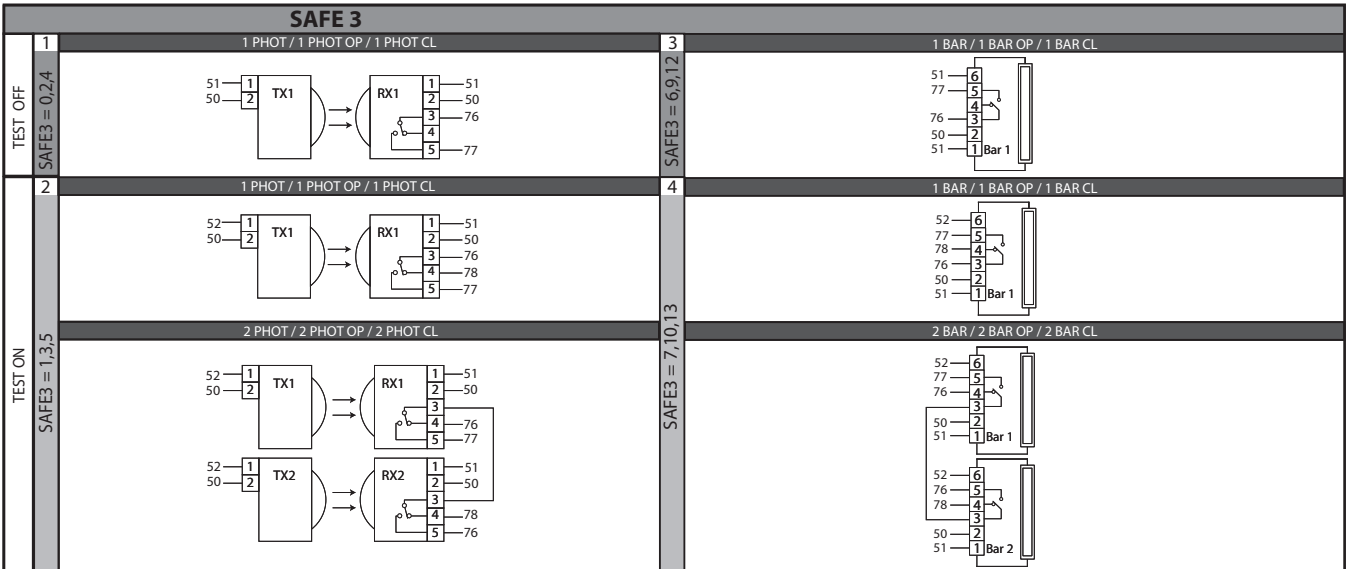 SAFE 3
TEST OFF
1
SAFE3 = 0,2,4
1 PHOT / 1 PHOT OP / 1 PHOT CL
51 1 TX1 RX1 1 51
50 2 2 50
3 76
4
5 77
3
SAFE3 = 6,9,12
1 BAR / 1 BAR OP / 1 BAR CL
51 6
77 5
4
76 3
50 2
51 1 Bar 1
TEST ON
2
SAFE3 = 1,3,5
1 PHOT / 1 PHOT OP / 1 PHOT CL
52 1 TX1 RX1 1 51
50 2 2 50
3 76
4 78
5 77
2 PHOT / 2 PHOT OP / 2 PHOT CL
52 1 TX1 RX1 1 51
50 2 2 50
3
4 76
5 77
52 1 TX2 RX2 1 51
50 2 2 50
3
4 78
5 76
4
SAFE3 = 7,10,13
1 BAR / 1 BAR OP / 1 BAR CL
52 6
77 5
78 4
76 3
50 2
51 1 Bar 1
2 BAR / 2 BAR OP / 2 BAR CL
52 6
77 5
76 4
3
50 2
51 1 Bar 1
52 6
76 5
78 4
3
50 2
51 1 Bar 2